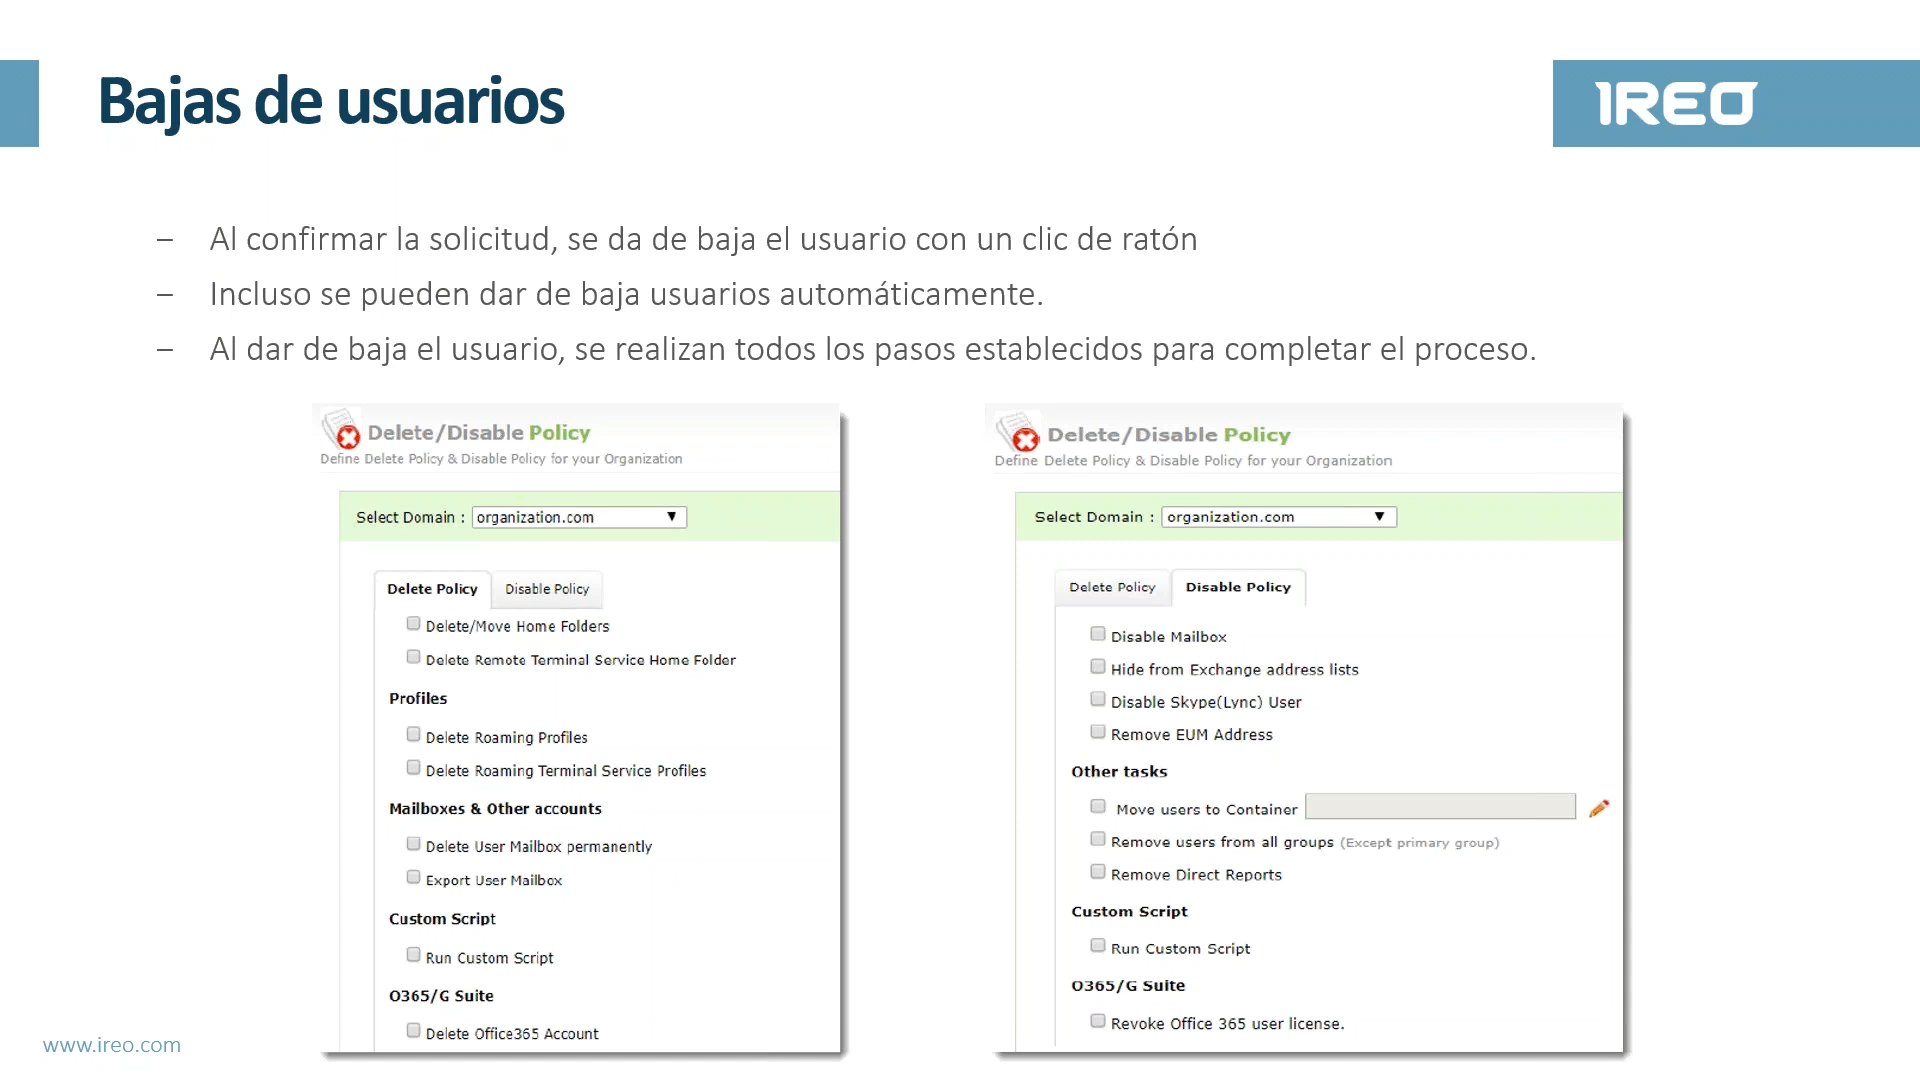 Bajas de usuarios
IREO
– Al confirmar la solicitud, se da de baja el usuario con un clic de ratón
– Incluso se pueden dar de baja usuarios automáticamente.
– Al dar de baja el usuario, se realizan todos los pasos establecidos para completar el proceso.
Delete/Disable Policy
Define Delete Policy & Disable Policy for your Organization
Select Domain : organization.com
Delete Policy Disable Policy
Delete/Move Home Folders
Delete Remote Terminal Service Home Folder
Profiles
Delete Roaming Profiles
Delete Roaming Terminal Service Profiles
Mailboxes & Other accounts
Delete User Mailbox permanently
Export User Mailbox
Custom Script
Run Custom Script
O365/G Suite
Delete Office365 Account
Delete/Disable Policy
Define Delete Policy & Disable Policy for your Organization
Select Domain : organization.com
Delete Policy Disable Policy
Disable Mailbox
Hide from Exchange address lists
Disable Skype(Lync) User
Remove EUM Address
Other tasks
Move users to Container
Remove users from all groups (Except primary group)
Remove Direct Reports
Custom Script
Run Custom Script
O365/G Suite
Revoke Office 365 user license.
www.ireo.com